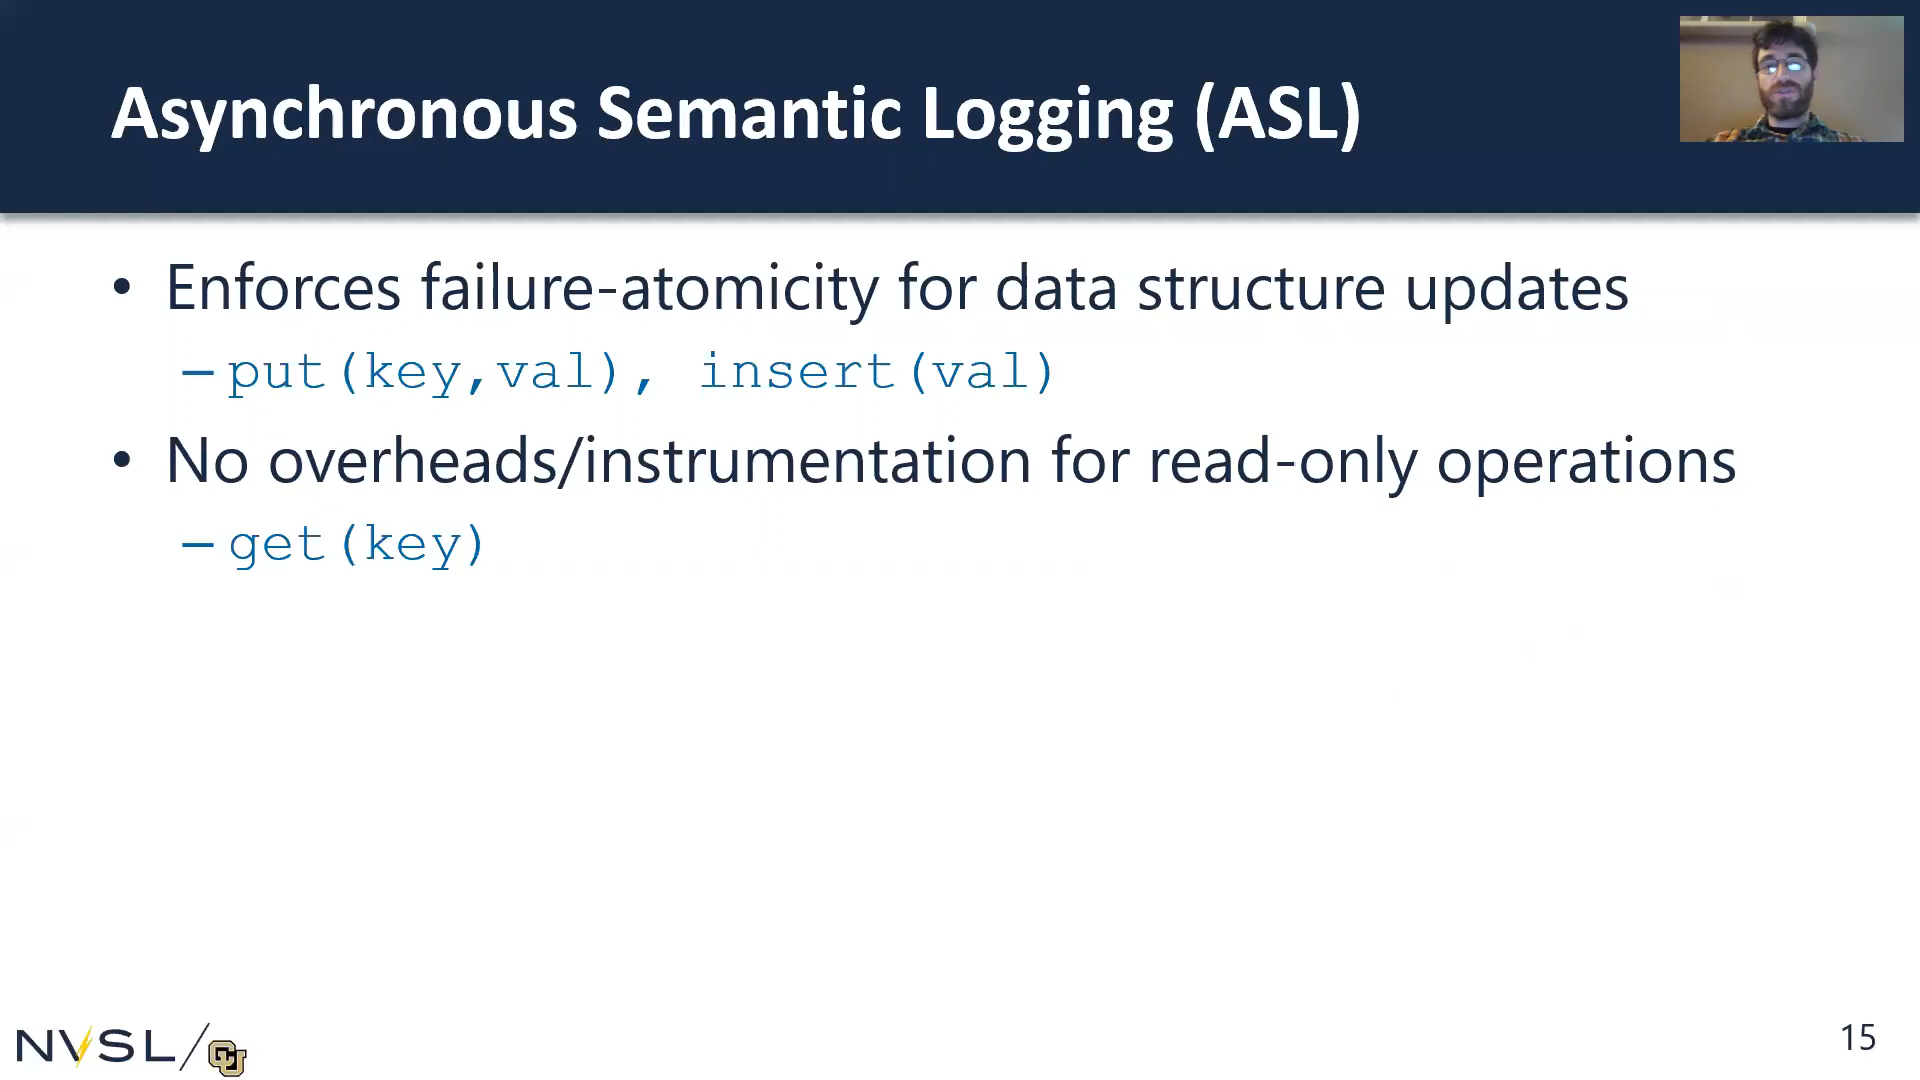 Asynchronous Semantic Logging (ASL)
• Enforces failure-atomicity for data structure updates
– put(key,val), insert(val)
• No overheads/instrumentation for read-only operations
– get(key)
NVSL/CU
15